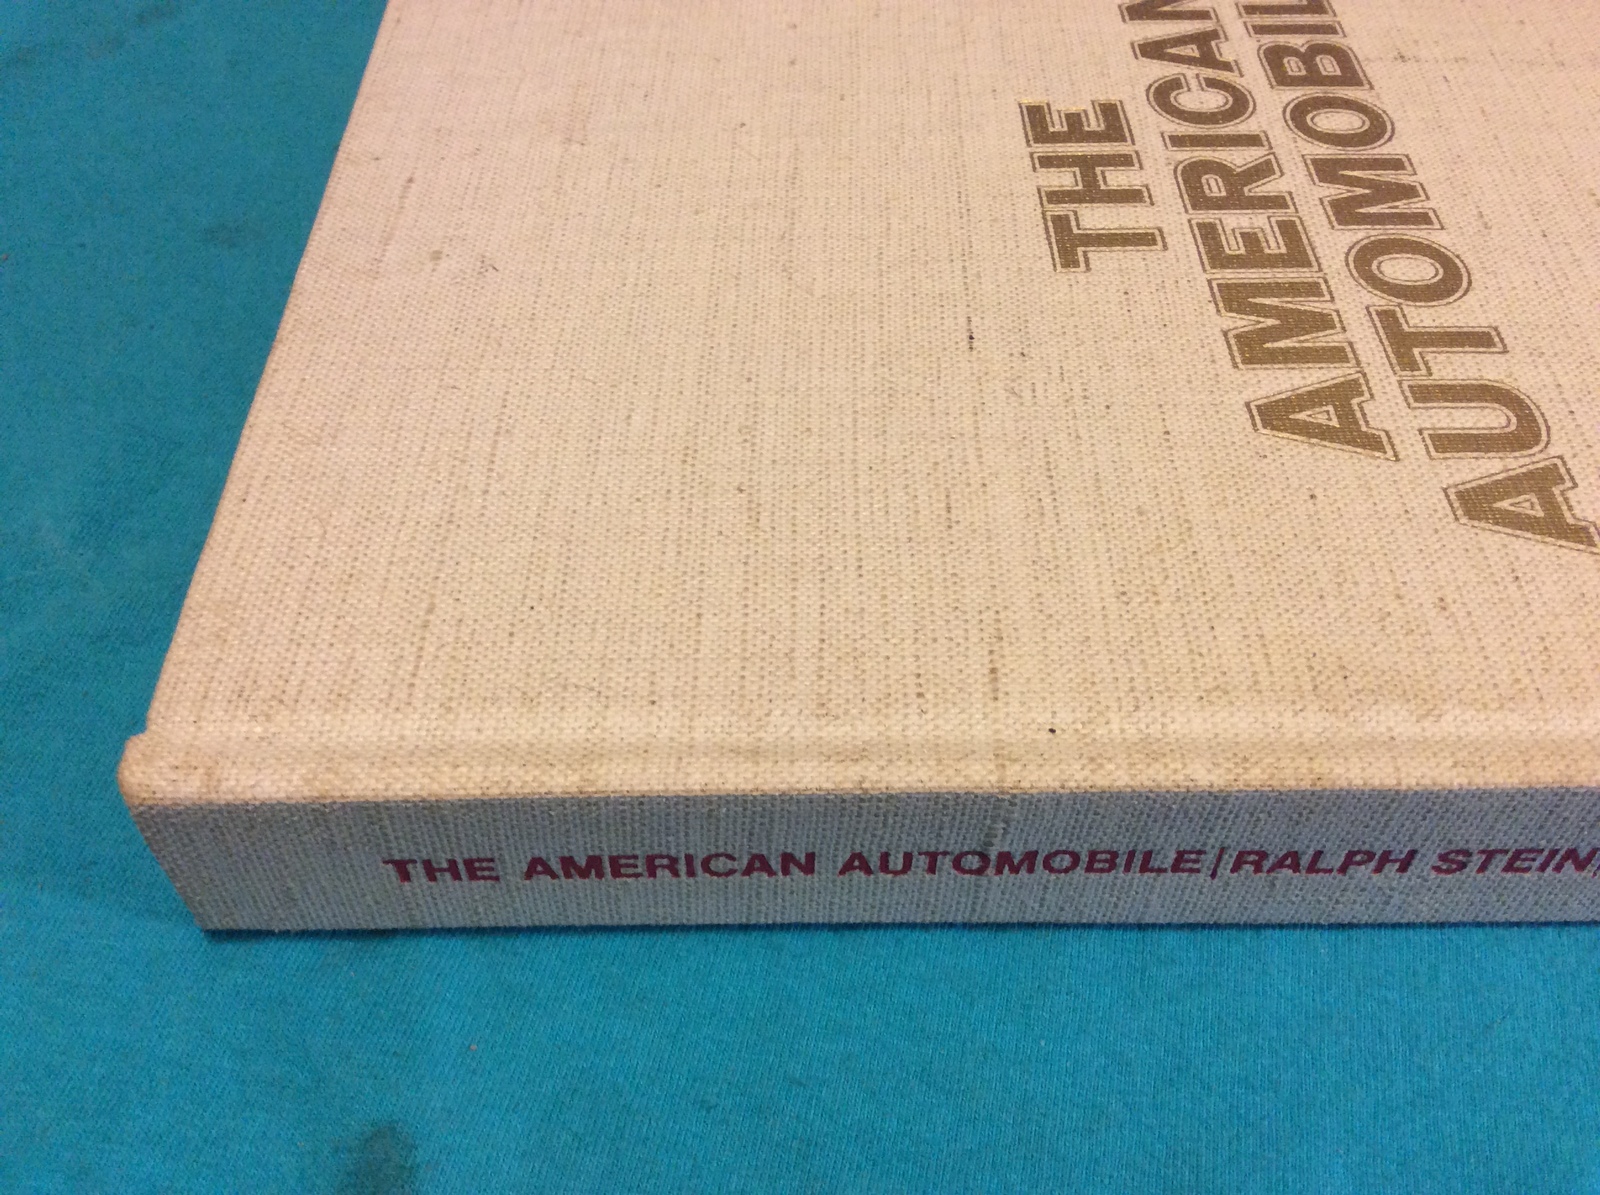 THE
AMERICAN
AUTOMOBIL
THE AMERICAN AUTOMOBILE/RALPH STEIN/